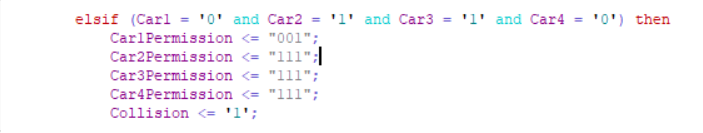 elsif (Car1 = '0' and Car2 = '1' and Car3 = '1' and Car4 = '0') then
Car1Permission <= "001";
Car2Permission <= "111";
Car3Permission <= "111";
Car4Permission <= "111";
Collision <= '1';